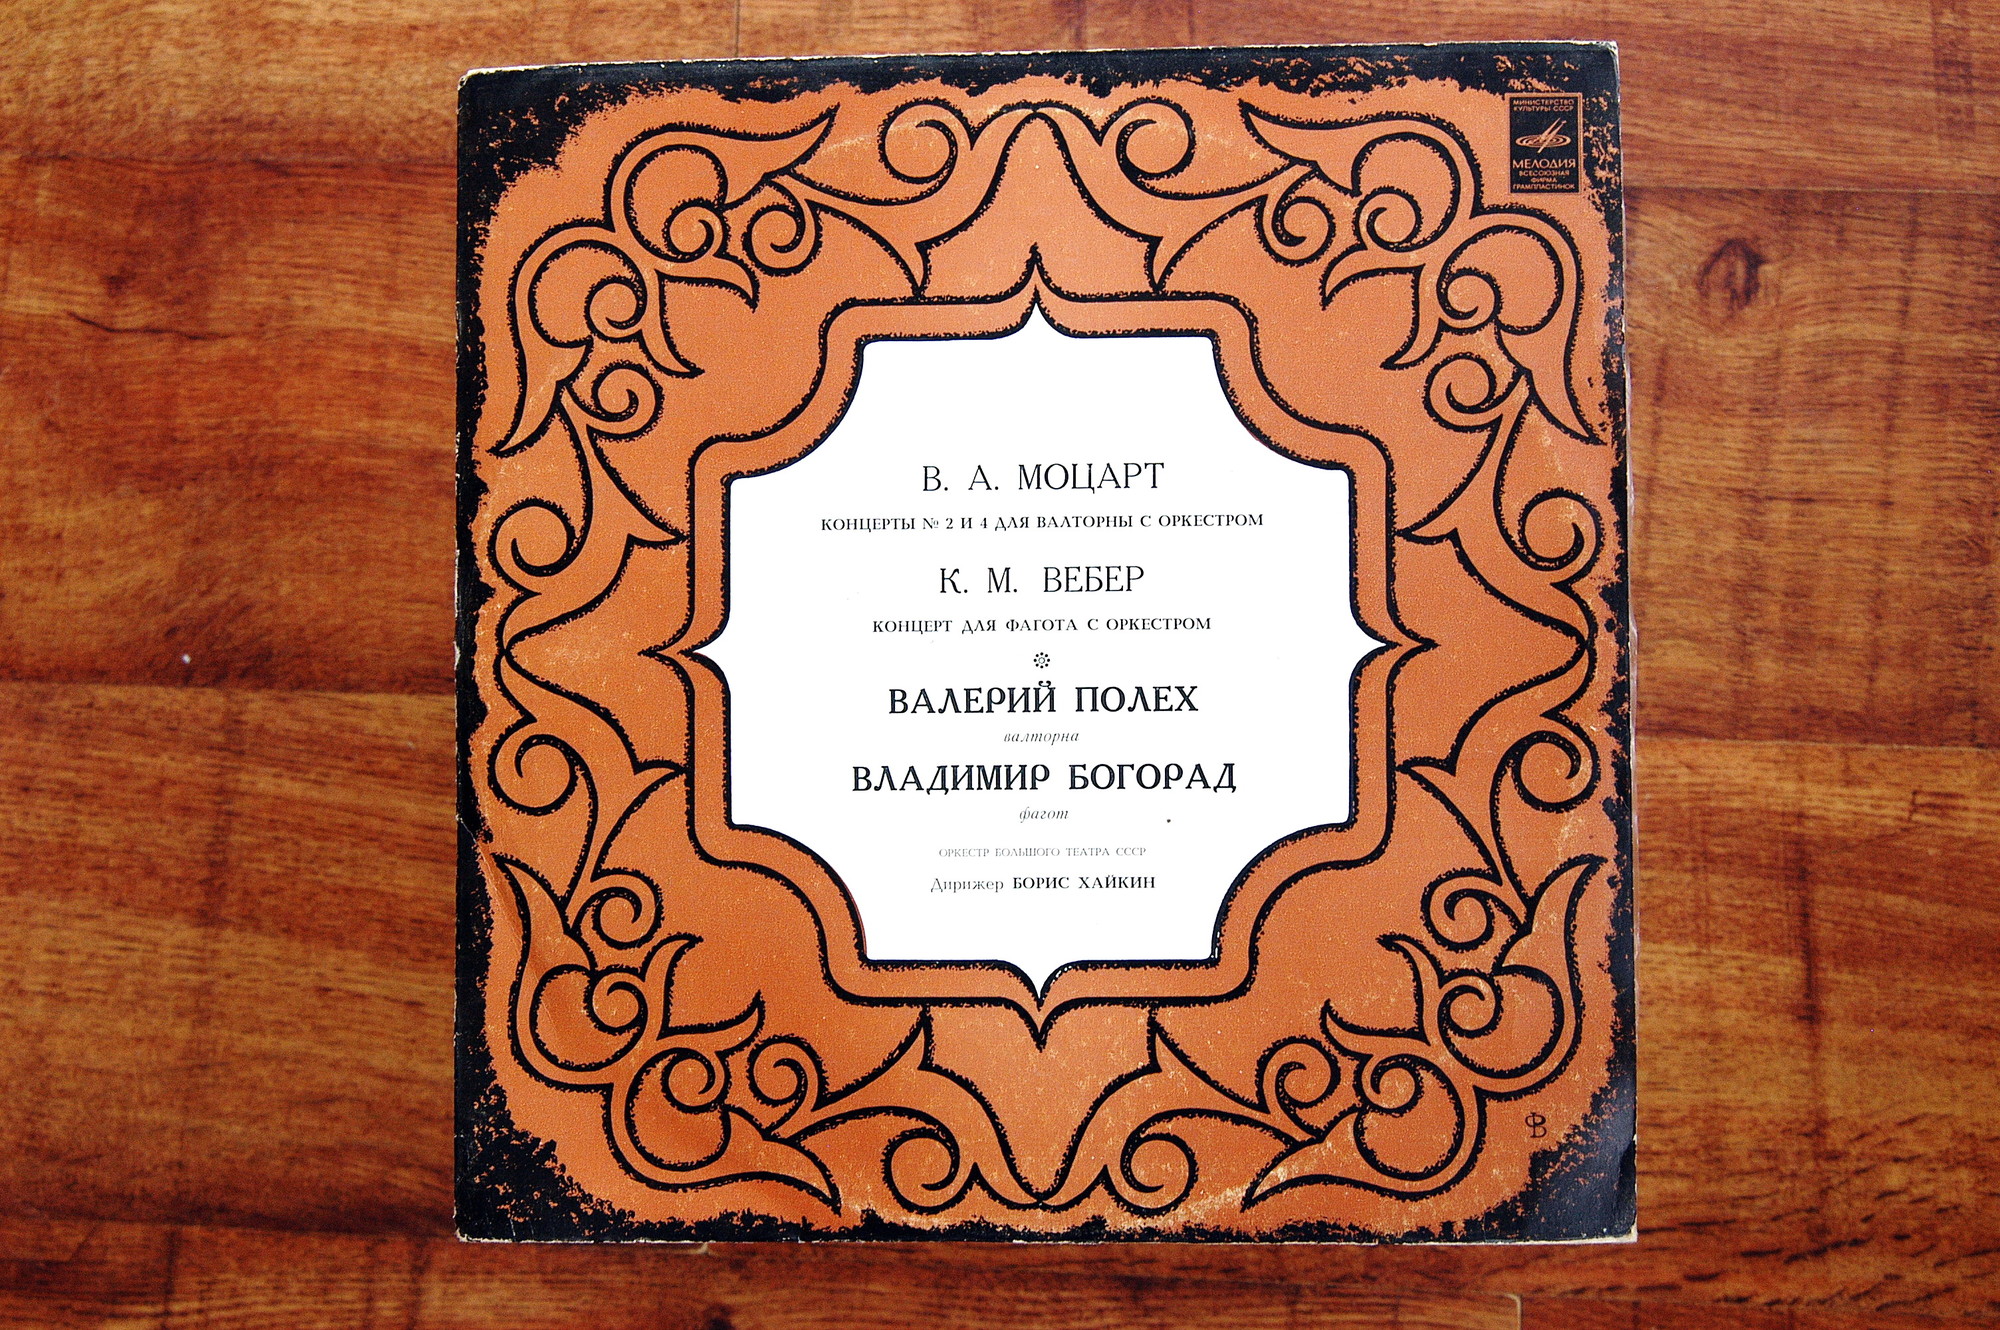 МИНИСТЕРСТВО
КУЛЬТУРЫ СССР
МЕЛОДИЯ
ВСЕСОЮЗНАЯ
ФИРМА
ГРАМПЛАСТИНОК
В. А. МОЦАРТ
КОНЦЕРТЫ № 2 И 4 ДЛЯ ВАЛТОРНЫ С ОРКЕСТРОМ
К. М. ВЕБЕР
КОНЦЕРТ ДЛЯ ФАГОТА С ОРКЕСТРОМ
ВАЛЕРИЙ ПОЛЕХ
валторна
ВЛАДИМИР БОГОРАД
фагот
ОРКЕСТР БОЛЬШОГО ТЕАТРА СССР
Дирижер БОРИС ХАЙКИН
ФВ